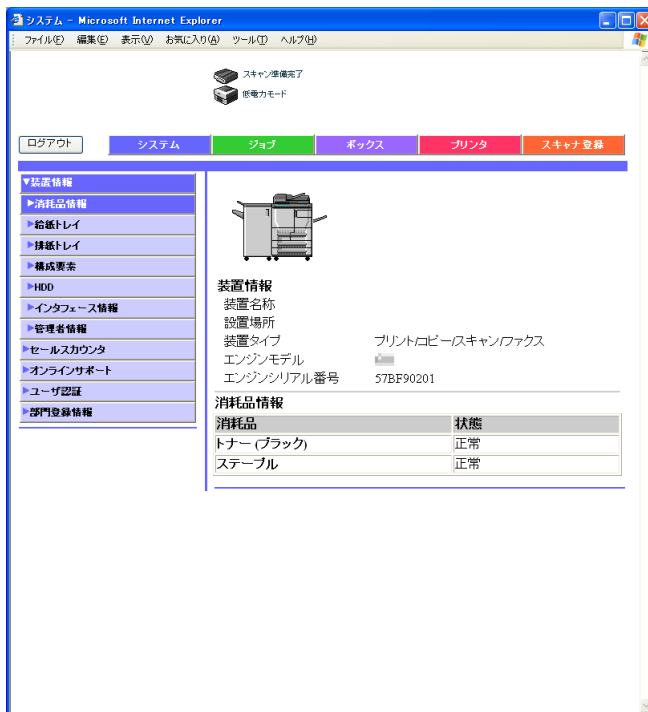 システム - Microsoft Internet Explorer
ファイル(F) 編集(E) 表示(V) お気に入り(A) ツール(T) ヘルプ(H)
スキャン準備完了
低電力モード
ログアウト システム ジョブ ボックス プリンタ スキャナ登録
▼装置情報
▶消耗品情報
▶給紙トレイ
▶排紙トレイ
▶構成要素
▶HDD
▶インタフェース情報
▶管理者情報
▶セールスカウンタ
▶オンラインサポート
▶ユーザ認証
▶部門登録情報
装置情報
装置名称
設置場所
装置タイプ プリント/コピー/スキャン/ファクス
エンジンモデル
エンジンシリアル番号 57BF90201
消耗品情報
消耗品 状態
トナー (ブラック) 正常
ステープル 正常